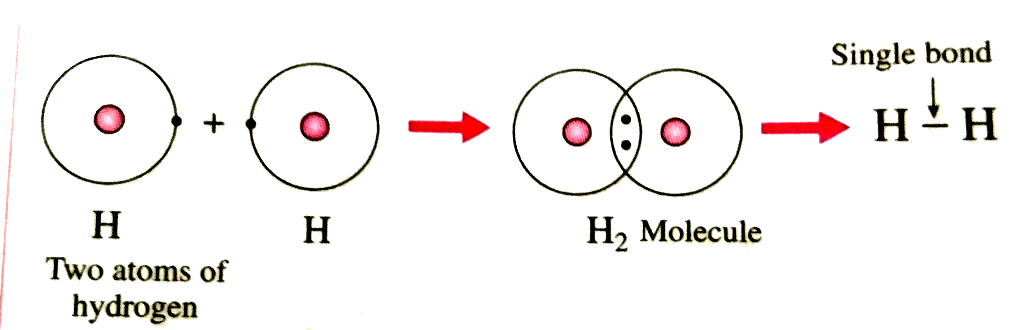 Single bond
H – H
+
H
H
H₂ Molecule
Two atoms of
hydrogen